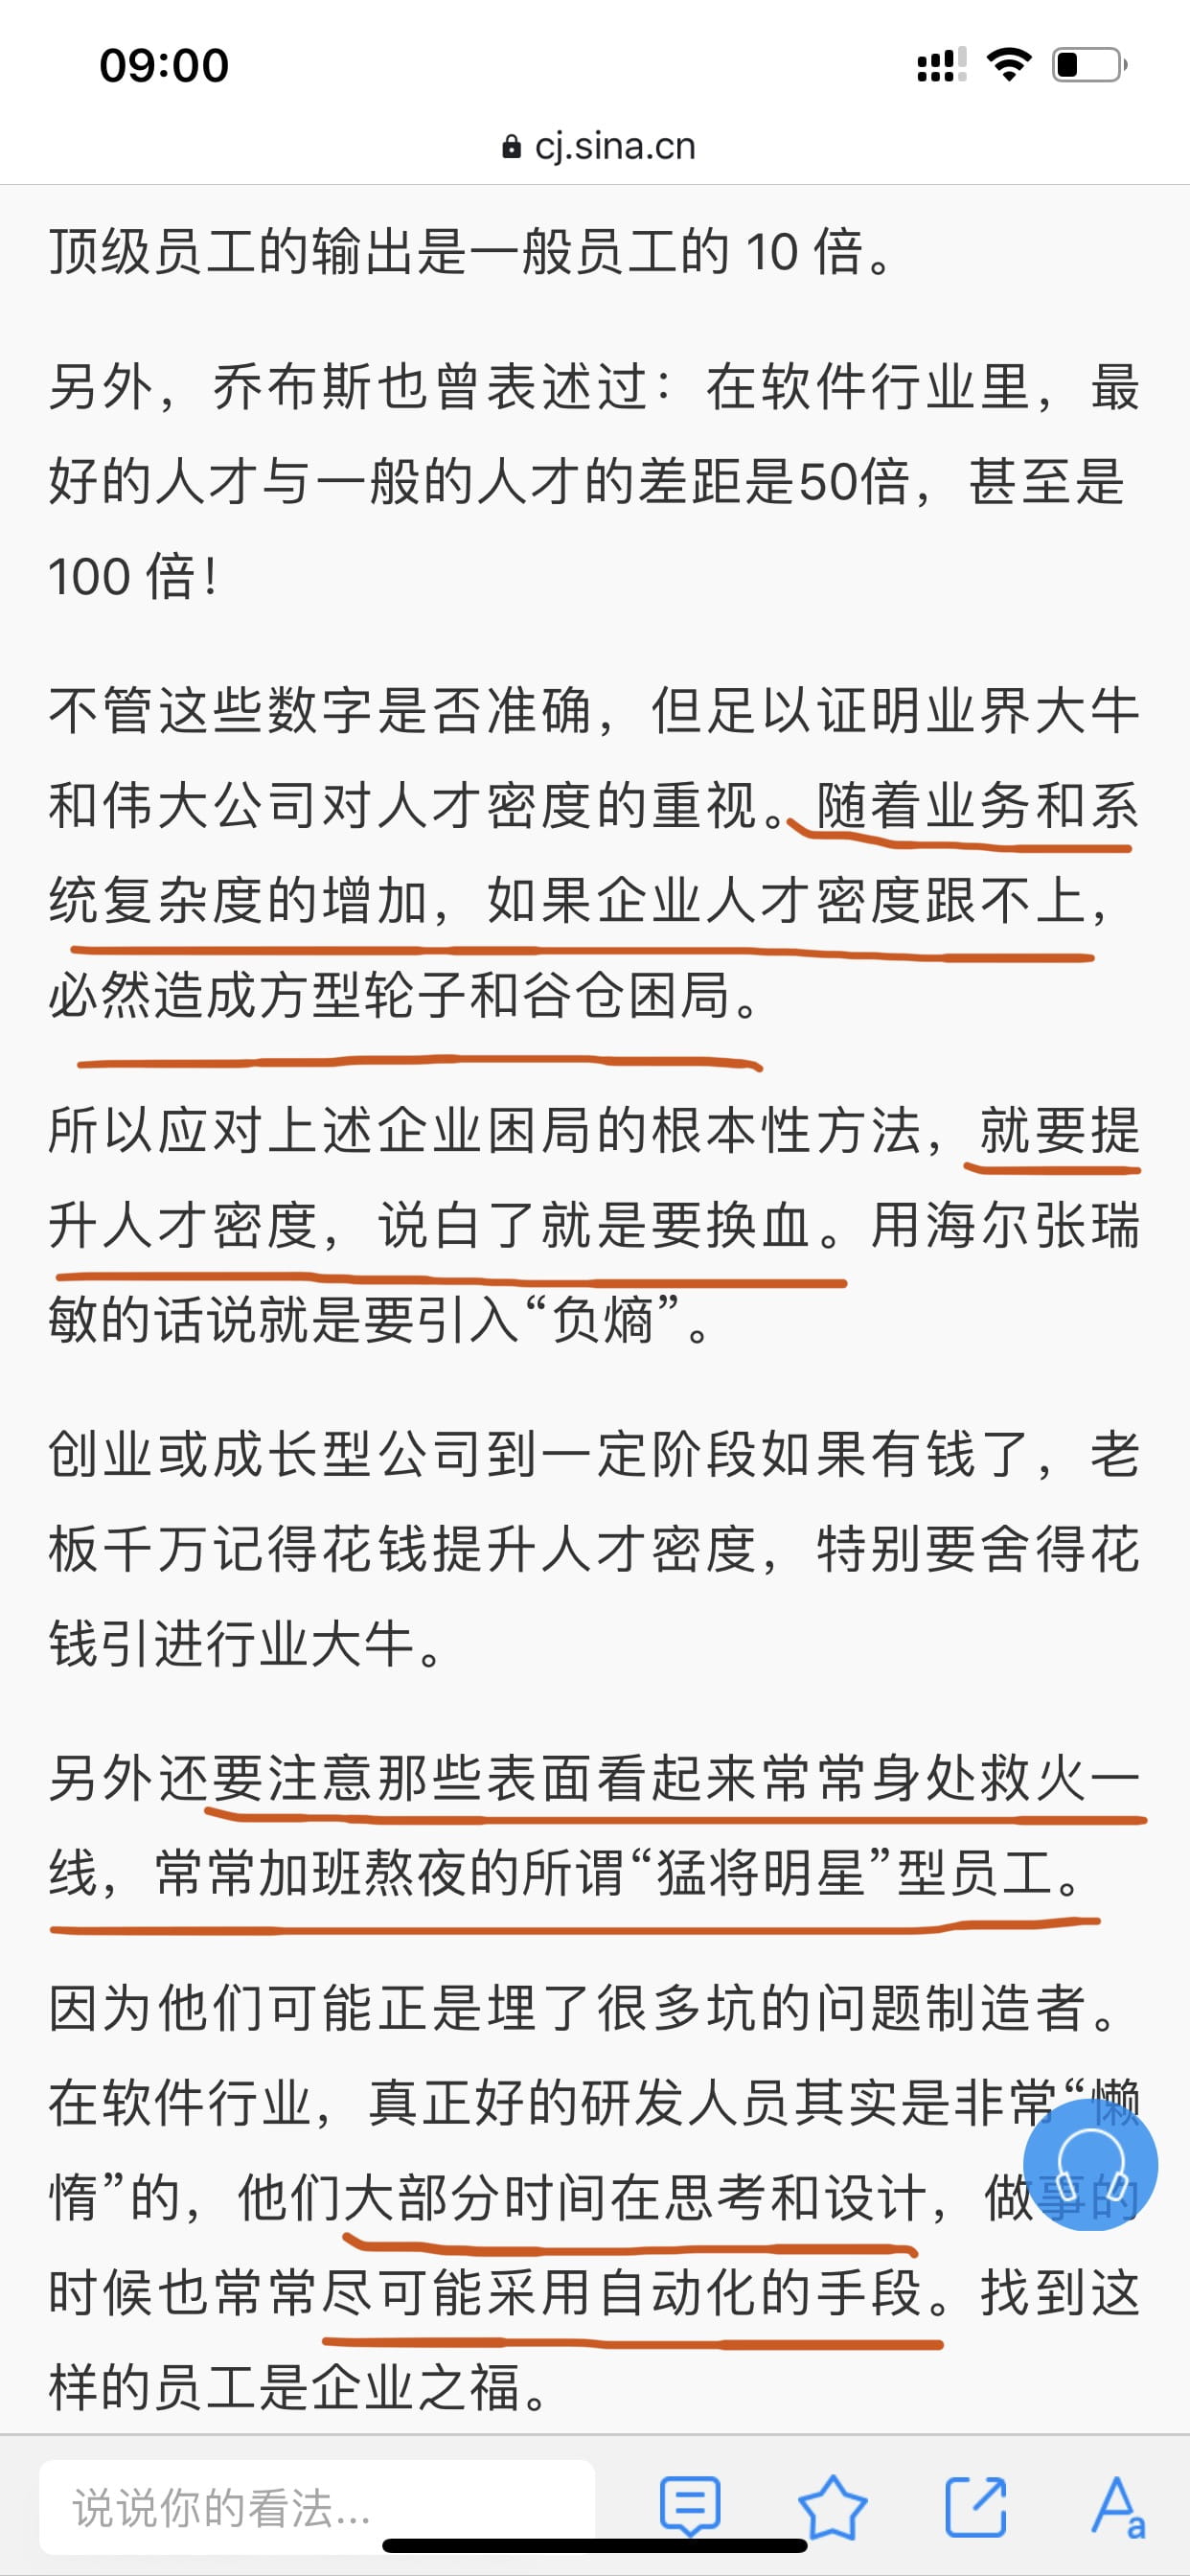 09:00
cj.sina.cn
顶级员工的输出是一般员工的 10 倍。
另外，乔布斯也曾表述过：在软件行业里，最
好的人才与一般的人才的差距是50倍，甚至是
100 倍！
不管这些数字是否准确，但足以证明业界大牛
和伟大公司对人才密度的重视。随着业务和系
统复杂度的增加，如果企业人才密度跟不上，
必然造成方型轮子和谷仓困局。
所以应对上述企业困局的根本性方法，就要提
升人才密度，说白了就是要换血。用海尔张瑞
敏的话说就是要引入“负熵”。
创业或成长型公司到一定阶段如果有钱了，老
板千万记得花钱提升人才密度，特别要舍得花
钱引进行业大牛。
另外还要注意那些表面看起来常常身处救火一
线，常常加班熬夜的所谓“猛将明星”型员工。
因为他们可能正是埋了很多坑的问题制造者。
在软件行业，真正好的研发人员其实是非常“懒
惰”的，他们大部分时间在思考和设计，做事的
时候也常常尽可能采用自动化的手段。找到这
样的员工是企业之福。
说说你的看法...
Aa